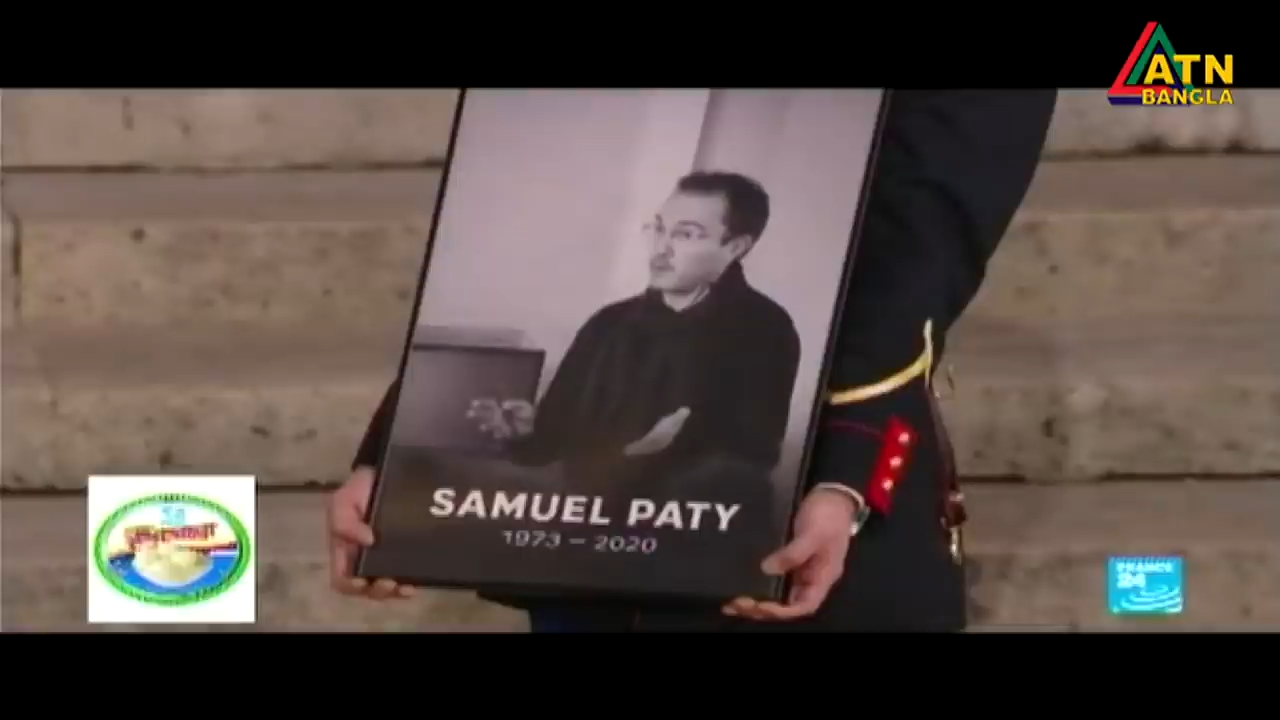 ATN
BANGLA
SAMUEL PATY
1973 – 2020
FRANCE
24